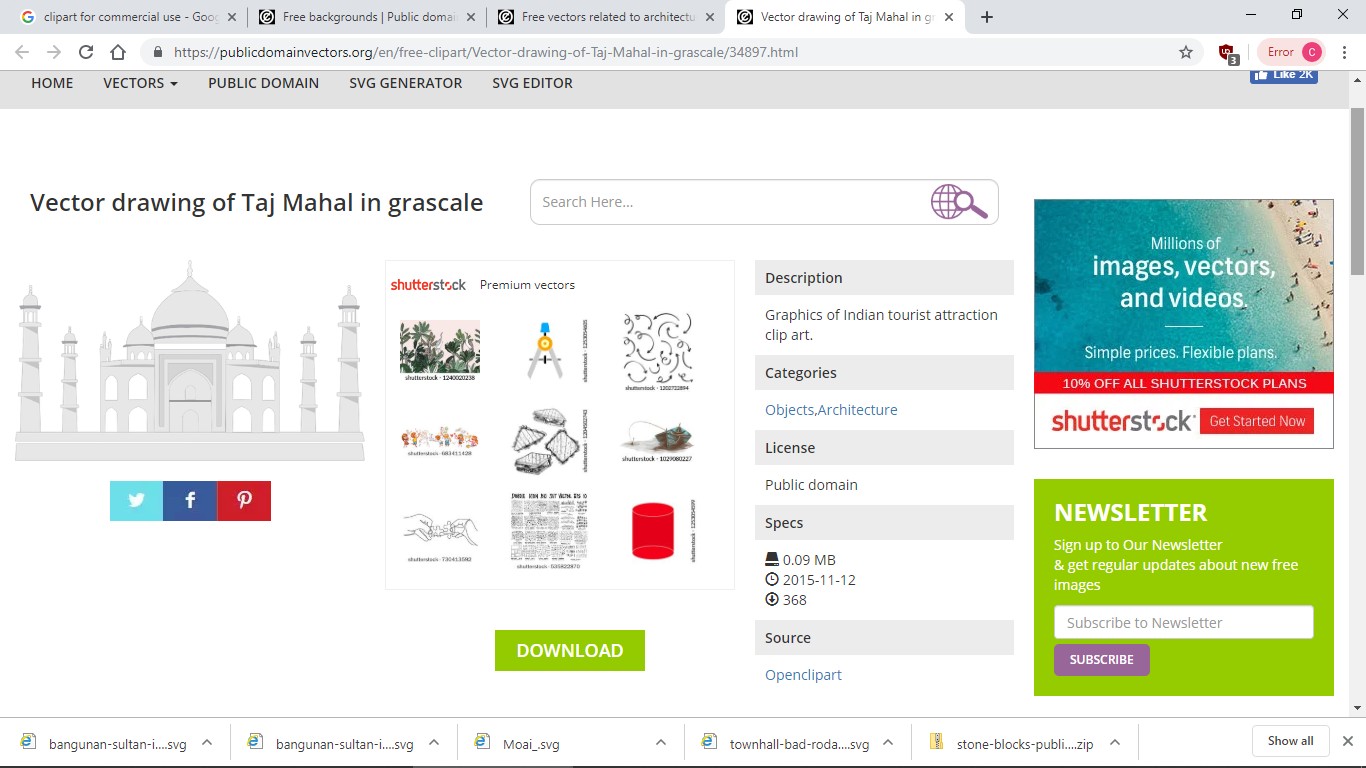 clipart for commercial use - Goog
Free backgrounds | Public domai
Free vectors related to architectu
Vector drawing of Taj Mahal in gr
https://publicdomainvectors.org/en/free-clipart/Vector-drawing-of-Taj-Mahal-in-grascale/34897.html
3
Error
C
HOME
VECTORS
PUBLIC DOMAIN
SVG GENERATOR
SVG EDITOR
Like 2K
Vector drawing of Taj Mahal in grascale
Search Here...
shutterstock
Premium vectors
shutterstock · 1240020238
shutterstock · 1202722894
shutterstock · 683411428
shutterstock · 1029080227
shutterstock · 730413592
shutterstock · 535822870
DOWNLOAD
Description
Graphics of Indian tourist attraction
clip art.
Categories
Objects,Architecture
License
Public domain
Specs
0.09 MB
2015-11-12
368
Source
Openclipart
Millions of
images, vectors,
and videos.
Simple prices. Flexible plans.
10% OFF ALL SHUTTERSTOCK PLANS
shutterstock
Get Started Now
NEWSLETTER
Sign up to Our Newsletter
& get regular updates about new free
images
Subscribe to Newsletter
SUBSCRIBE
bangunan-sultan-i....svg
bangunan-sultan-i....svg
Moai_.svg
townhall-bad-roda....svg
stone-blocks-publi....zip
Show all